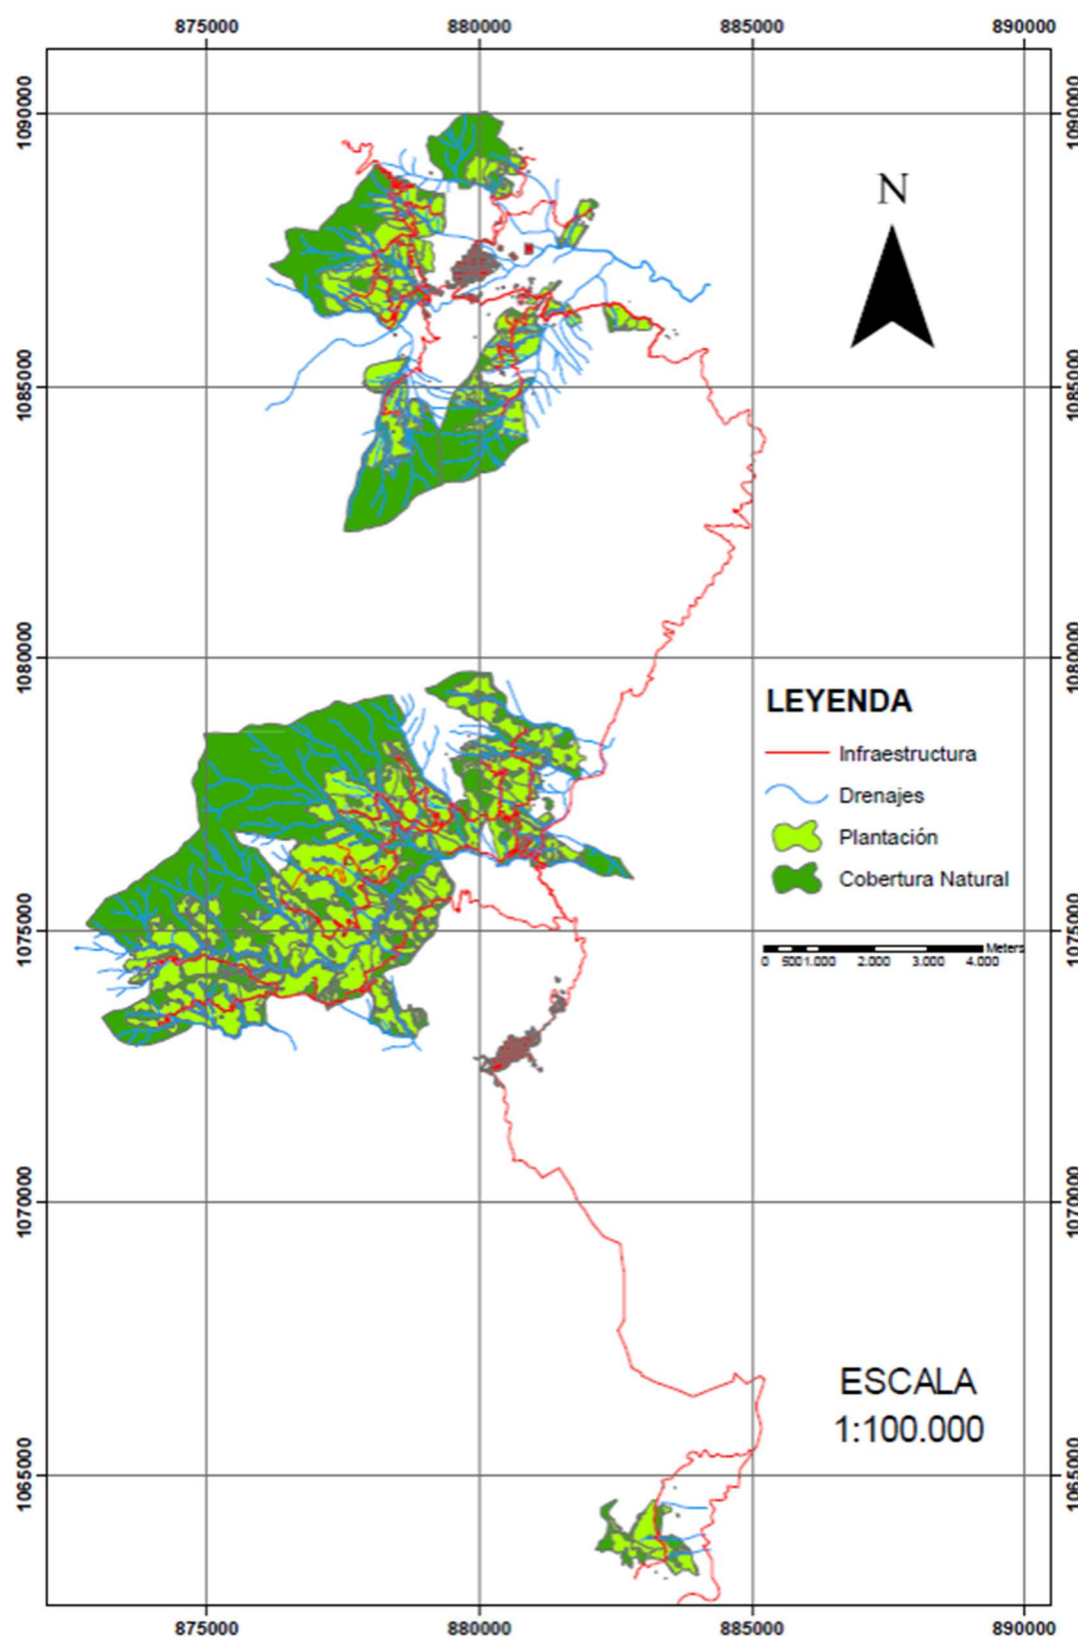 875000 880000 885000 890000
1090000 1090000
N
1085000 1085000
1080000 1080000
LEYENDA
Infraestructura
Drenajes
Plantación
Cobertura Natural
1075000 1075000
Meters
0 500 1.000 2.000 3.000 4.000
1070000 1070000
ESCALA
1:100.000
1065000 1065000
875000 880000 885000 890000